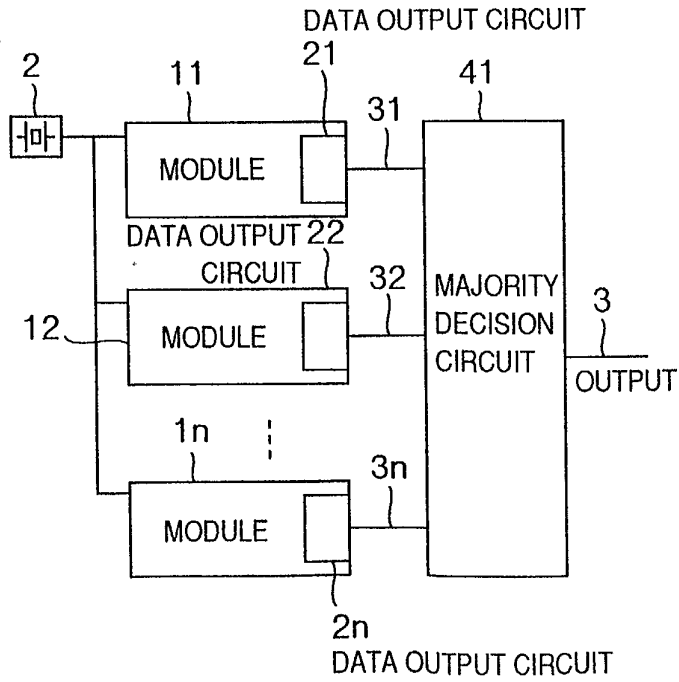 DATA OUTPUT CIRCUIT
2
11
21
31
41
MODULE
DATA OUTPUT
CIRCUIT
22
32
12
MODULE
MAJORITY
DECISION
CIRCUIT
3
OUTPUT
1n
3n
MODULE
2n
DATA OUTPUT CIRCUIT